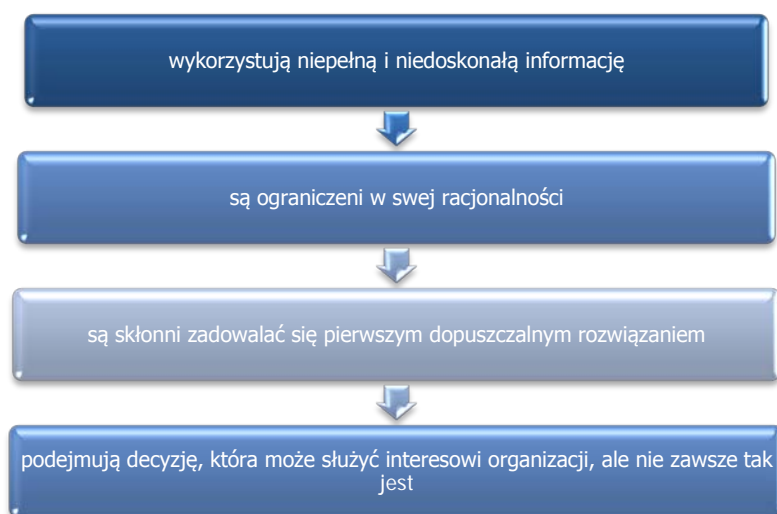 wykorzystują niepełną i niedoskonałą informację
są ograniczeni w swej racjonalności
są skłonni zadowalać się pierwszym dopuszczalnym rozwiązaniem
podejmują decyzję, która może służyć interesowi organizacji, ale nie zawsze tak
jest